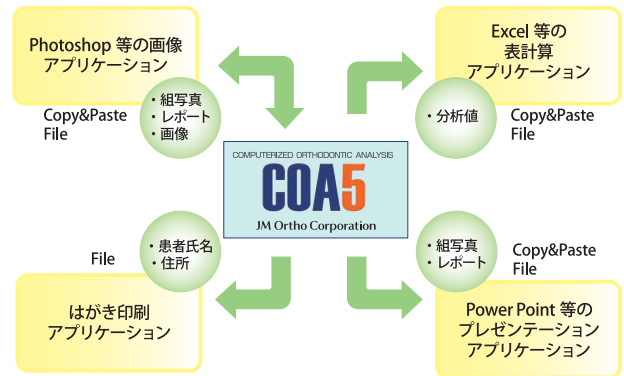 Photoshop 等の画像
アプリケーション
Copy&Paste
File
・組写真
・レポート
・画像
Excel 等の
表計算
アプリケーション
・分析値
Copy&Paste
File
COMPUTERIZED ORTHODONTIC ANALYSIS
COA5
JM Ortho Corporation
File
・患者氏名
・住所
はがき印刷
アプリケーション
・組写真
・レポート
Copy&Paste
File
Power Point 等の
プレゼンテーション
アプリケーション